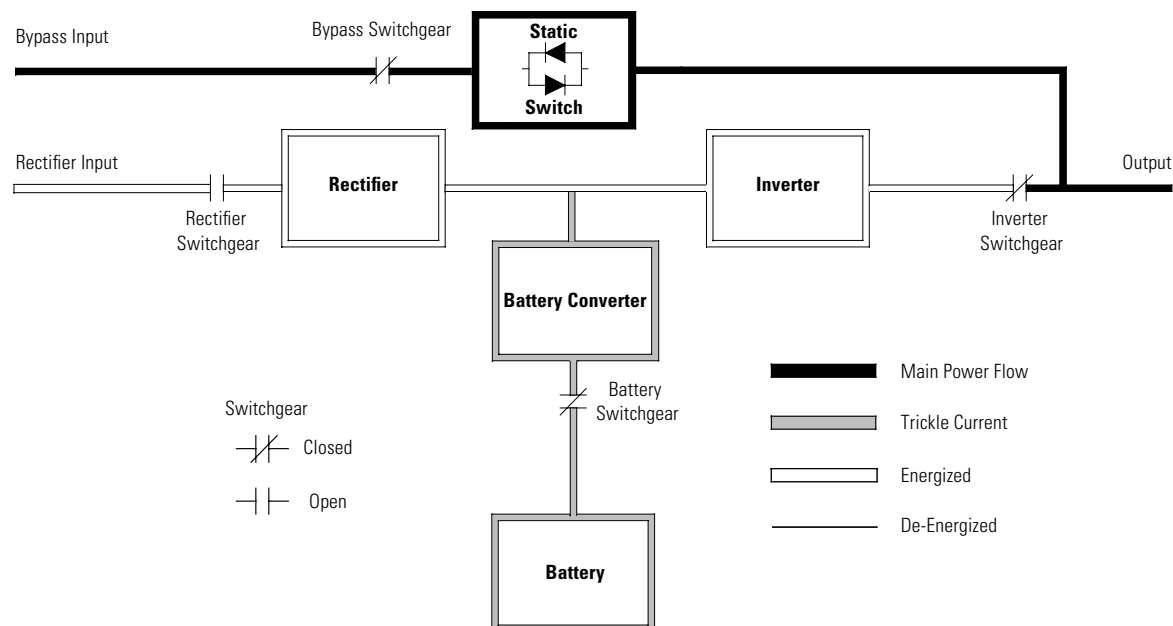 Bypass Input
Bypass Switchgear
Static
Switch
Rectifier Input
Rectifier
Switchgear
Rectifier
Inverter
Output
Inverter
Switchgear
Battery Converter
Battery
Switchgear
Battery
Switchgear
Closed
Open
Main Power Flow
Trickle Current
Energized
De-Energized